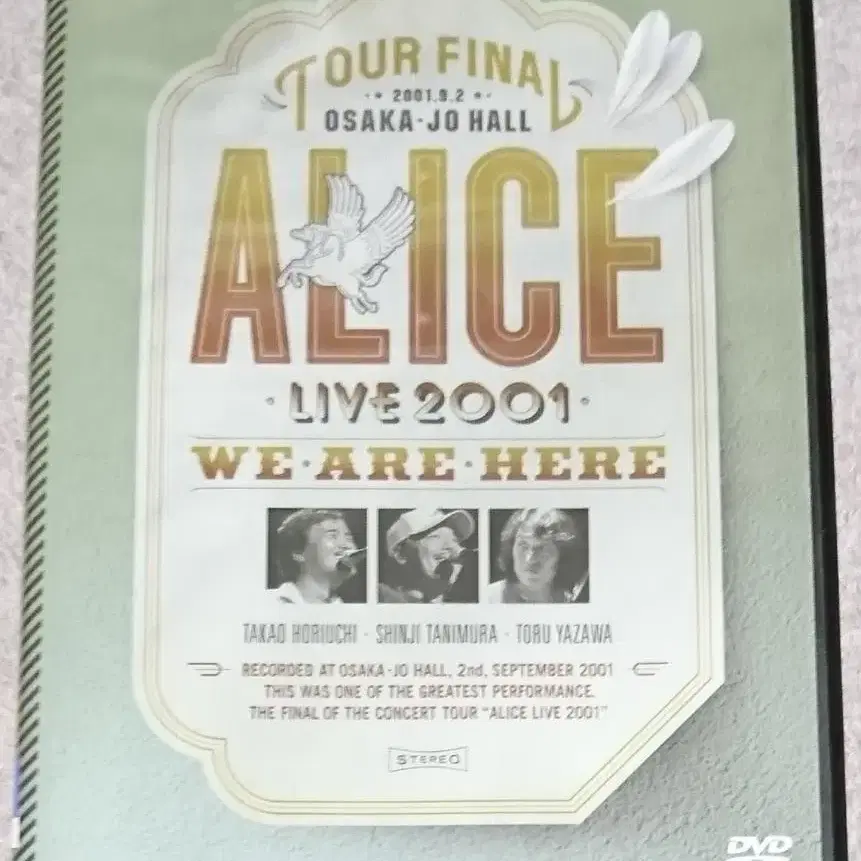 TOUR FINAL
2001.9.2
OSAKA-JO HALL
ALICE
· LIVE 2001 ·
WE·ARE·HERE
TAKAO HORIUCHI · SHINJI TANIMURA · TORU YAZAWA
RECORDED AT OSAKA-JO HALL, 2nd, SEPTEMBER 2001
THIS WAS ONE OF THE GREATEST PERFORMANCE.
THE FINAL OF THE CONCERT TOUR "ALICE LIVE 2001"
STEREO
DVD